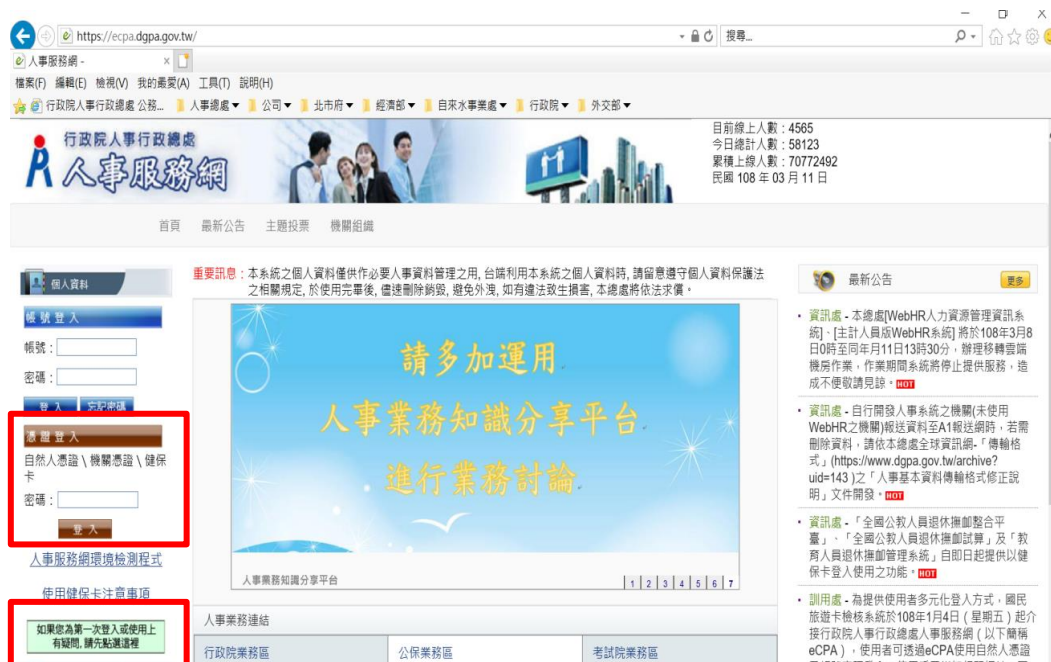 https://ecpa.dgpa.gov.tw/
搜尋...
人事服務網 -
檔案(F) 編輯(E) 檢視(V) 我的最愛(A) 工具(T) 說明(H)
行政院人事行政總處 公務... 人事總處 公司 北市府 經濟部 自來水事業處 行政院 外交部
行政院人事行政總處
人事服務網
目前線上人數：4565
今日總計人數：58123
累積上線人數：70772492
民國 108 年 03 月 11 日
首頁 最新公告 主題投票 機關組織
個人資料
帳號登入
帳號：
密碼：
登入 忘記密碼
憑證登入
自然人憑證 \ 機關憑證 \ 健保
卡
密碼：
登入
人事服務網環境檢測程式
使用健保卡注意事項
如果您為第一次登入或使用上
有疑問, 請先點選這裡
重要訊息：本系統之個人資料僅供作必要人事資料管理之用, 台端利用本系統之個人資料時, 請留意遵守個人資料保護法
之相關規定, 於使用完畢後, 儘速刪除銷毀, 避免外洩, 如有違法致生損害, 本總處將依法求償。
請多加運用
人事業務知識分享平台
進行業務討論
人事業務知識分享平台
1 2 3 4 5 6 7
人事業務連結
行政院業務區 公保業務區 考試院業務區
最新公告 更多
資訊處 - 本總處[WebHR人力資源管理資訊系
統]、[主計人員版WebHR系統] 將於108年3月8
日0時至同年月11日13時30分，辦理移轉雲端
機房作業，作業期間系統將停止提供服務，造
成不便敬請見諒。HOT
資訊處 - 自行開發人事系統之機關(未使用
WebHR之機關)報送資料至A1報送網時，若需
刪除資料，請依本總處全球資訊網-「傳輸格
式」(https://www.dgpa.gov.tw/archive?
uid=143 )之「人事基本資料傳輸格式修正說
明」文件開發。HOT
資訊處 - 「全國公教人員退休撫卹整合平
臺」、「全國公教人員退休撫卹試算」及「教
育人員退休撫卹管理系統」自即日起提供以健
保卡登入使用之功能。HOT
訓用處 - 為提供使用者多元化登入方式，國民
旅遊卡檢核系統於108年1月4日（星期五）起介
接行政院人事行政總處人事服務網（以下簡稱
eCPA），使用者可透過eCPA使用自然人憑證